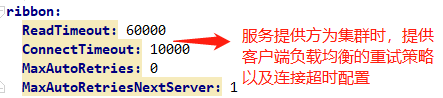 ribbon:
ReadTimeout: 60000
ConnectTimeout: 10000
MaxAutoRetries: 0
MaxAutoRetriesNextServer: 1
服务提供方为集群时，提供
客户端负载均衡的重试策略
以及连接超时配置